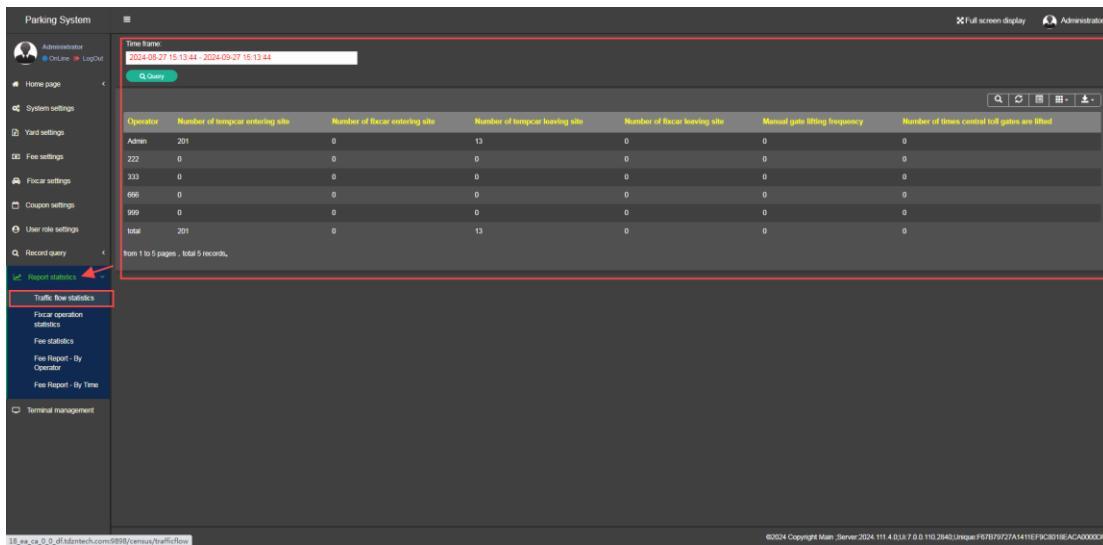 Parking System
Full screen display
Administrator
Administrator
OnLine LogOut
Home page
System settings
Yard settings
Fee settings
Fixcar settings
Coupon settings
User role settings
Record query
Report statistics
Traffic flow statistics
Fixcar operation
statistics
Fee statistics
Fee Report - By
Operator
Fee Report - By Time
Terminal management
Time frame:
2024-08-27 15:13:44 - 2024-09-27 15:13:44
Query
Operator Number of tempcar entering site Number of fixcar entering site Number of tempcar leaving site Number of fixcar leaving site Manual gate lifting frequency Number of times central toll gates are lifted
Admin 201 0 13 0 0 0
222 0 0 0 0 0 0
333 0 0 0 0 0 0
666 0 0 0 0 0 0
999 0 0 0 0 0 0
total 201 0 13 0 0 0
from 1 to 5 pages , total 5 records。
18_ea_ca_0_0_df.tdzntech.com:9898/census/trafficflow
©2024 Copyright Main ;Server:2024.111.4.0;UI:7.0.0.110.2840;Unique:F67B79727A1411EF9C8018EACA0000DF